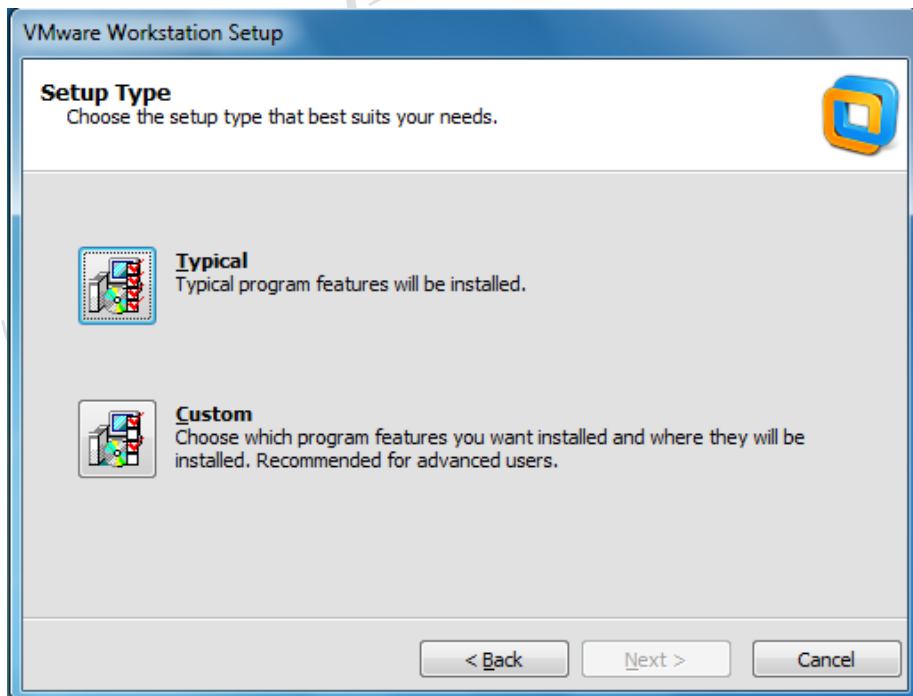 VMware Workstation Setup
Setup Type
Choose the setup type that best suits your needs.
Typical
Typical program features will be installed.
Custom
Choose which program features you want installed and where they will be
installed. Recommended for advanced users.
< Back Next > Cancel